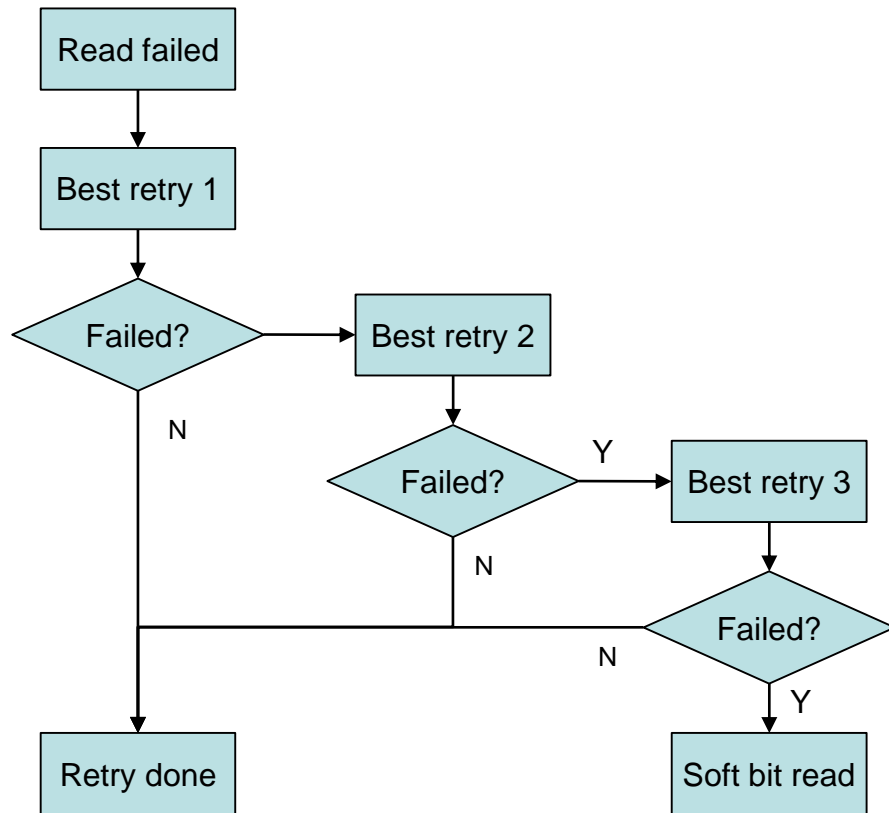 Read failed
Best retry 1
Failed?
Best retry 2
N
Failed?
Y
Best retry 3
N
Failed?
N
Y
Retry done
Soft bit read